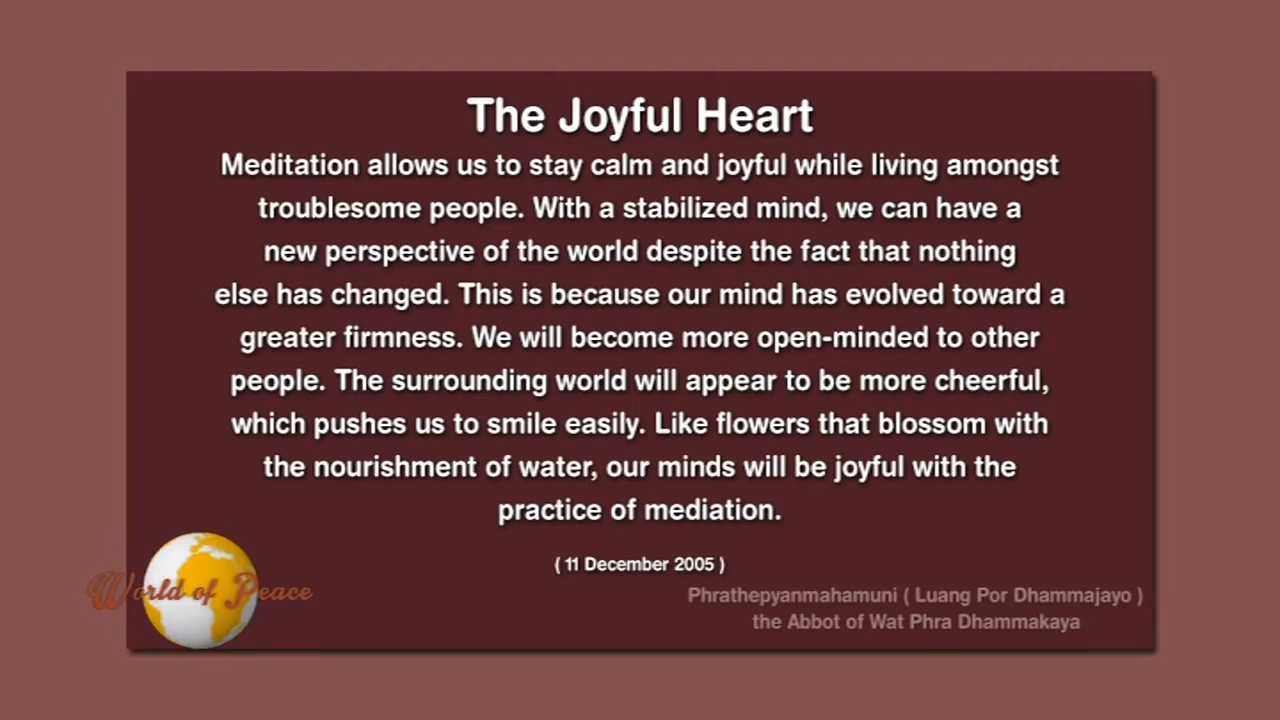 The Joyful Heart
Meditation allows us to stay calm and joyful while living amongst
troublesome people. With a stabilized mind, we can have a
new perspective of the world despite the fact that nothing
else has changed. This is because our mind has evolved toward a
greater firmness. We will become more open-minded to other
people. The surrounding world will appear to be more cheerful,
which pushes us to smile easily. Like flowers that blossom with
the nourishment of water, our minds will be joyful with the
practice of mediation.
( 11 December 2005 )
Phrathepyanmahamuni ( Luang Por Dhammajayo )
the Abbot of Wat Phra Dhammakaya
World of Peace